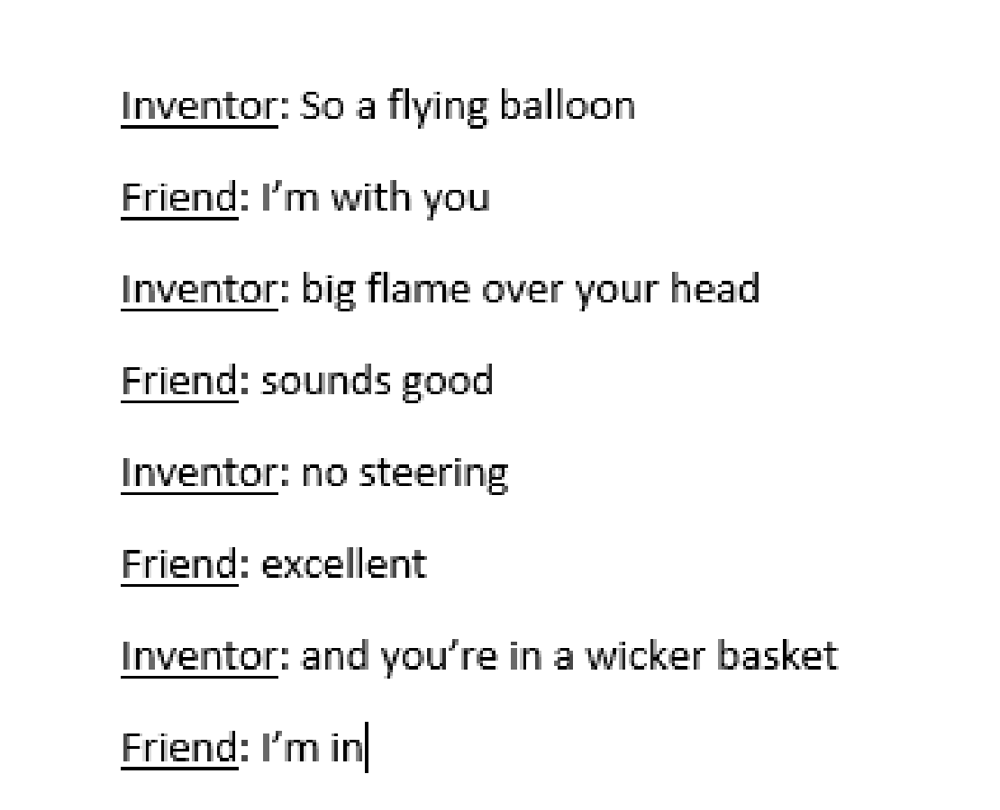 Inventor: So a flying balloon
Friend: I’m with you
Inventor: big flame over your head
Friend: sounds good
Inventor: no steering
Friend: excellent
Inventor: and you’re in a wicker basket
Friend: I’m in